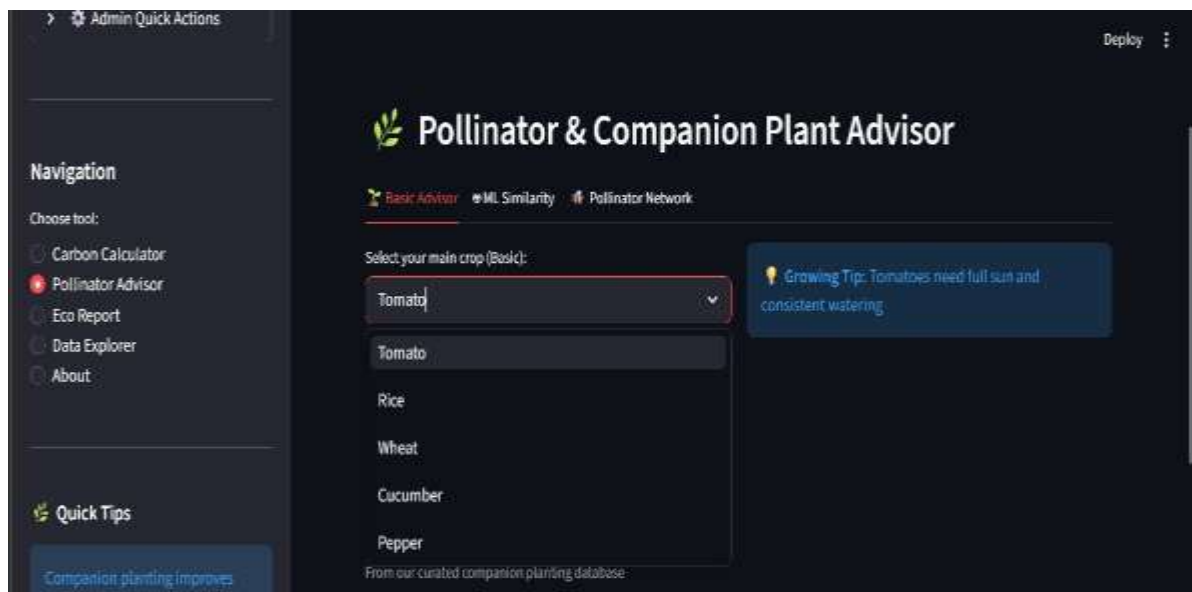 Admin Quick Actions
Deploy
Pollinator & Companion Plant Advisor
Navigation
Basic Advisor ML Similarity Pollinator Network
Choose tool:
Carbon Calculator
Pollinator Advisor
Eco Report
Data Explorer
About
Select your main crop (Basic):
Tomato
Growing Tip: Tomatoes need full sun and
consistent watering
Tomato
Rice
Wheat
Cucumber
Pepper
From our curated companion planting database
Quick Tips
Companion planting improves